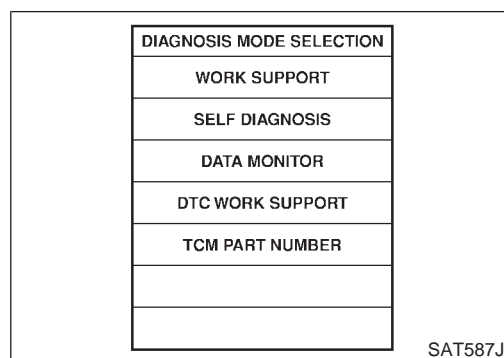 DIAGNOSIS MODE SELECTION
WORK SUPPORT
SELF DIAGNOSIS
DATA MONITOR
DTC WORK SUPPORT
TCM PART NUMBER
SAT587J